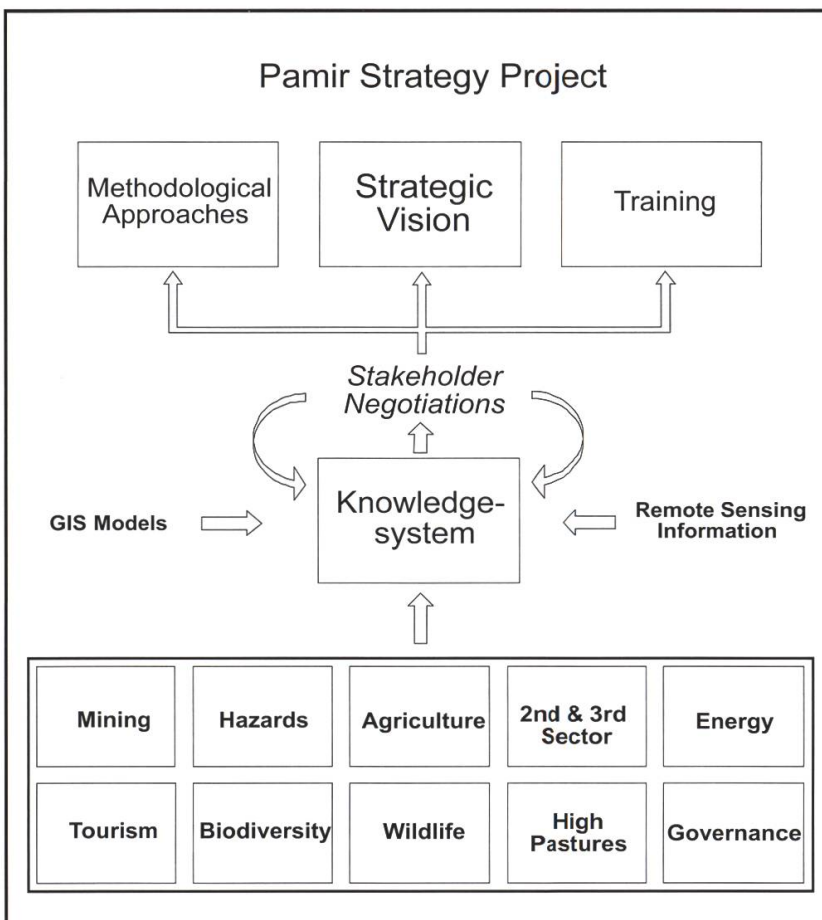 Pamir Strategy Project
Methodological
Approaches
Strategic
Vision
Training
Stakeholder
Negotiations
Knowledge-
system
GIS Models
Remote Sensing
Information
Mining
Hazards
Agriculture
2nd & 3rd
Sector
Energy
Tourism
Biodiversity
Wildlife
High
Pastures
Governance